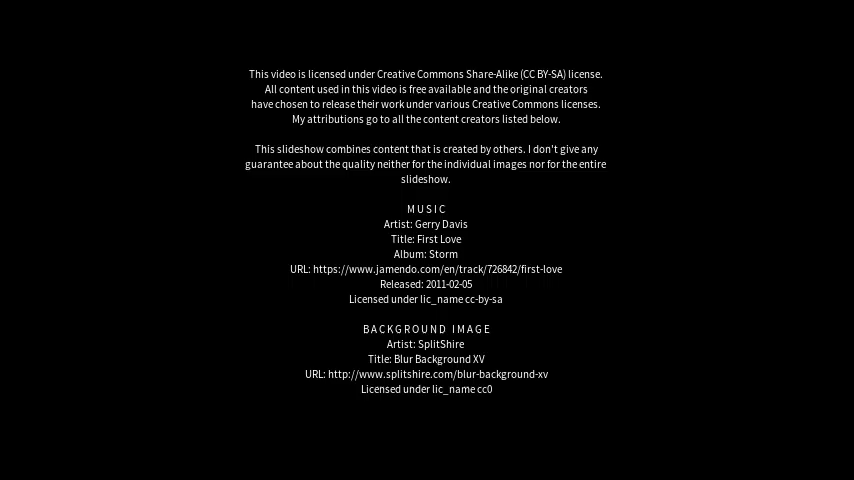 This video is licensed under Creative Commons Share-Alike (CC BY-SA) license.
All content used in this video is free available and the original creators
have chosen to release their work under various Creative Commons licenses.
My attributions go to all the content creators listed below.
This slideshow combines content that is created by others. I don't give any
guarantee about the quality neither for the individual images nor for the entire
slideshow.
MUSIC
Artist: Gerry Davis
Title: First Love
Album: Storm
URL: https://www.jamendo.com/en/track/726842/first-love
Released: 2011-02-05
Licensed under lic_name cc-by-sa
BACKGROUND IMAGE
Artist: SplitShire
Title: Blur Background XV
URL: http://www.splitshire.com/blur-background-xv
Licensed under lic_name cc0